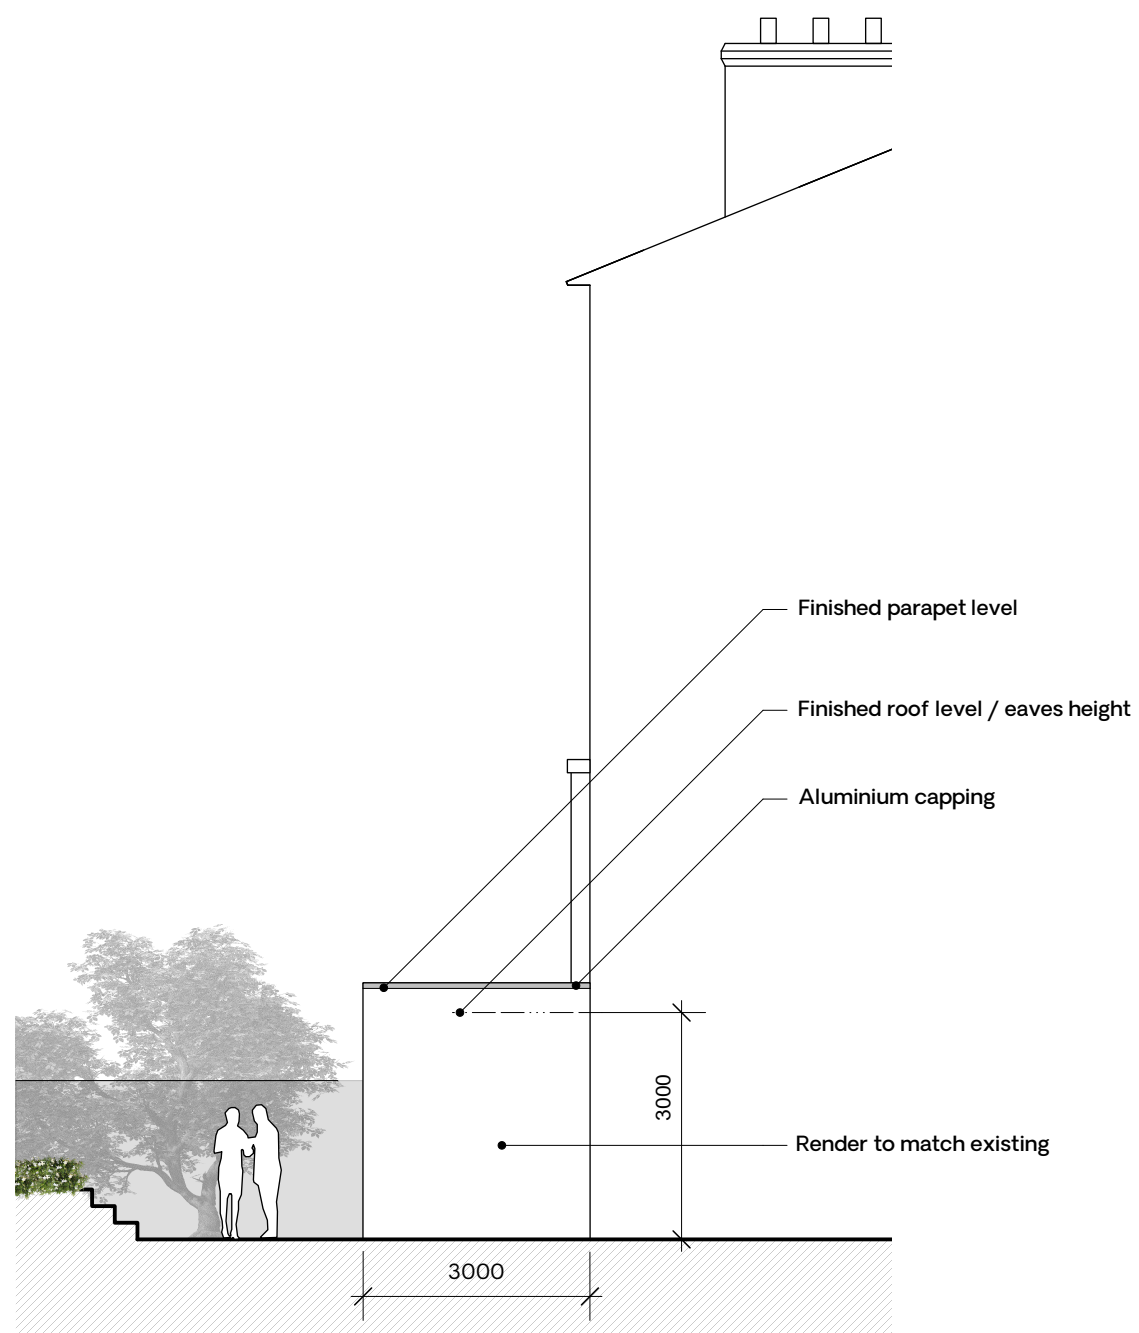 Finished parapet level
Finished roof level / eaves height
Aluminium capping
3000
Render to match existing
3000